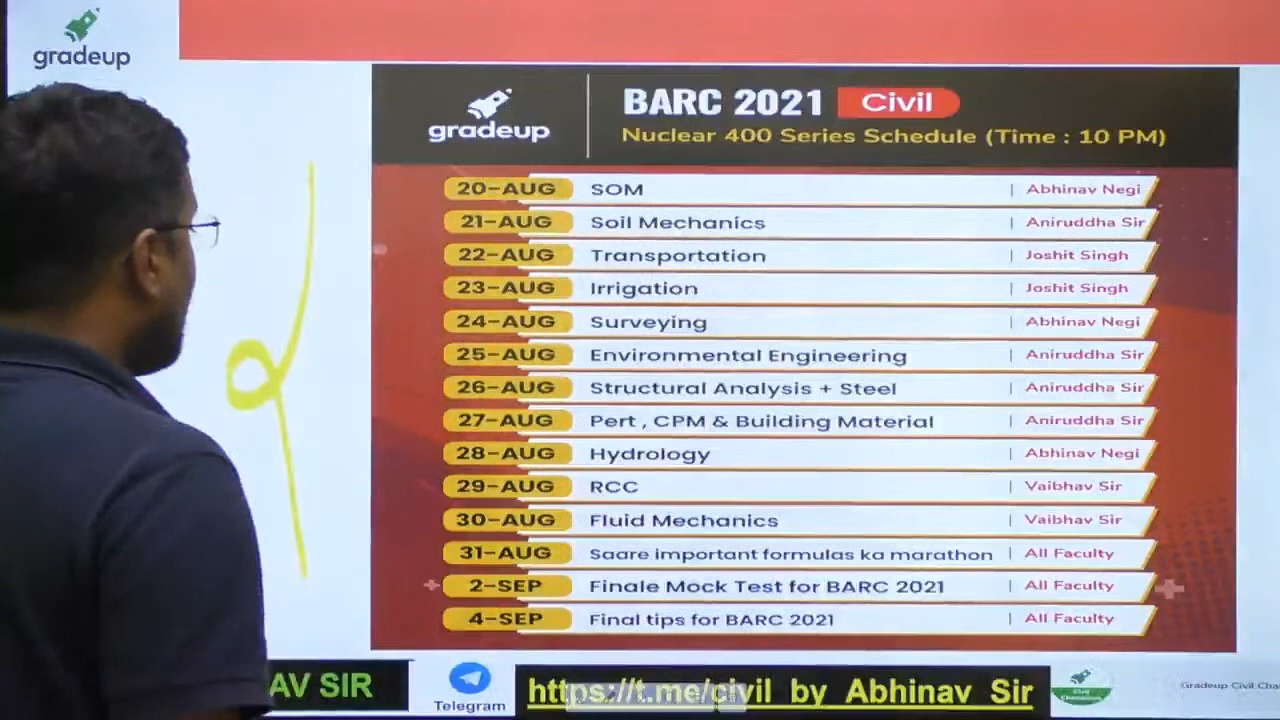 gradeup
gradeup
BARC 2021 Civil
Nuclear 400 Series Schedule (Time : 10 PM)
20-AUG SOM | Abhinav Negi
21-AUG Soil Mechanics | Aniruddha Sir
22-AUG Transportation | Joshit Singh
23-AUG Irrigation | Joshit Singh
24-AUG Surveying | Abhinav Negi
25-AUG Environmental Engineering | Aniruddha Sir
26-AUG Structural Analysis + Steel | Aniruddha Sir
27-AUG Pert , CPM & Building Material | Aniruddha Sir
28-AUG Hydrology | Abhinav Negi
29-AUG RCC | Vaibhav Sir
30-AUG Fluid Mechanics | Vaibhav Sir
31-AUG Saare important formulas ka marathon | All Faculty
2-SEP Finale Mock Test for BARC 2021 | All Faculty
4-SEP Final tips for BARC 2021 | All Faculty
AV SIR
Telegram
https://t.me/civil by Abhinav Sir
Gradeup Civil Cha